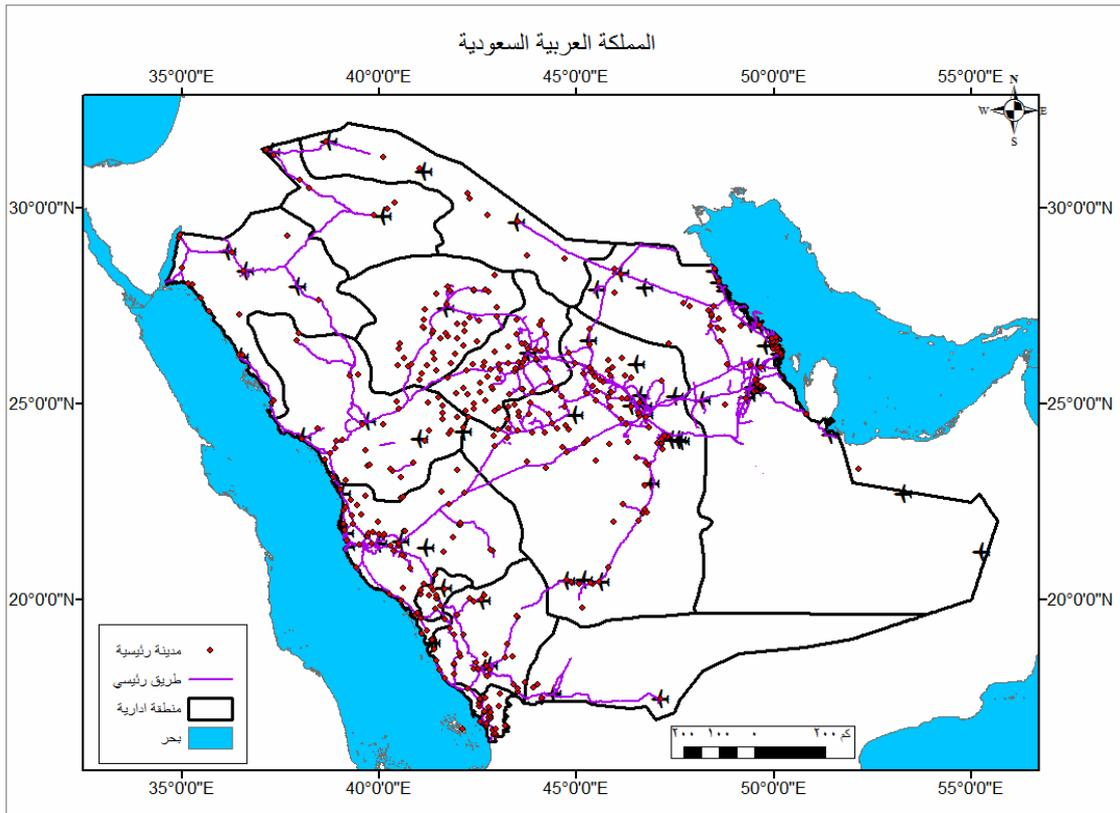 المملكة العربية السعودية
35°0'0"E 40°0'0"E 45°0'0"E 50°0'0"E 55°0'0"E
N
W E
S
30°0'0"N 30°0'0"N
25°0'0"N 25°0'0"N
20°0'0"N 20°0'0"N
مدينة رئيسية
طريق رئيسي
منطقة ادارية
بحر
٢٠٠ ١٠٠ ٠ ٢٠٠ كم
35°0'0"E 40°0'0"E 45°0'0"E 50°0'0"E 55°0'0"E